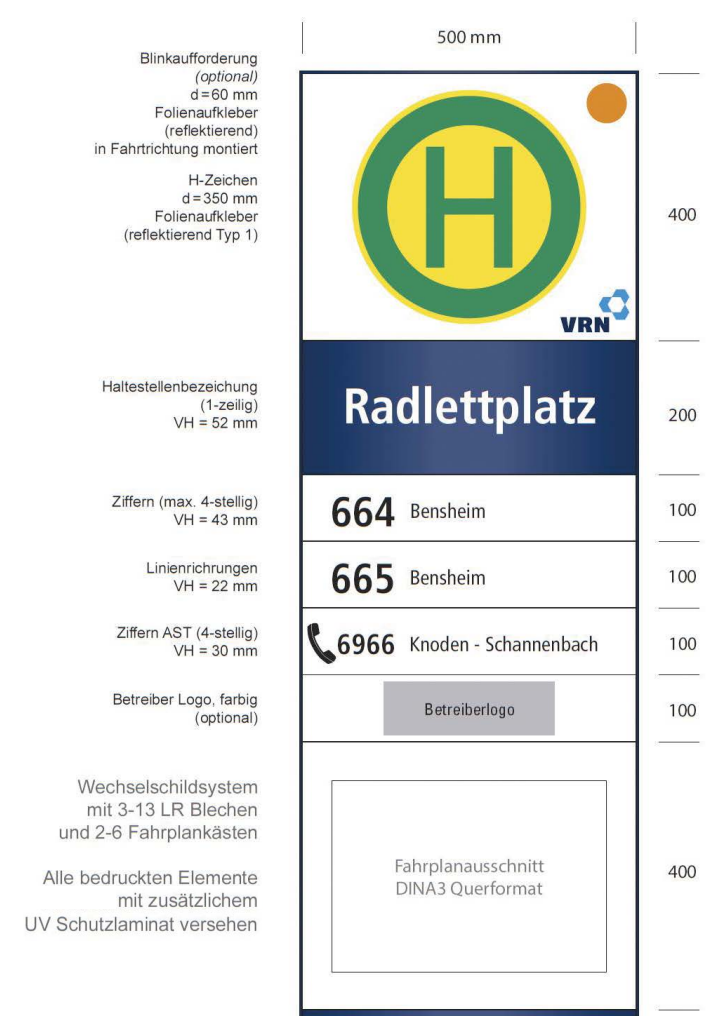 500 mm
Blinkaufforderung
(optional)
d=60 mm
Folienaufkleber
(reflektierend)
in Fahrtrichtung montiert
H-Zeichen
d=350 mm
Folienaufkleber
(reflektierend Typ 1)
H
VRN
400
Haltestellenbezeichung
(1-zeilig)
VH = 52 mm
Radlettplatz
200
Ziffern (max. 4-stellig)
VH = 43 mm
664 Bensheim
100
Linienrichrungen
VH = 22 mm
665 Bensheim
100
Ziffern AST (4-stellig)
VH = 30 mm
6966 Knoden - Schannenbach
100
Betreiber Logo, farbig
(optional)
Betreiberlogo
100
Wechselschildsystem
mit 3-13 LR Blechen
und 2-6 Fahrplankästen
Alle bedruckten Elemente
mit zusätzlichem
UV Schutzlaminat versehen
Fahrplanausschnitt
DINA3 Querformat
400